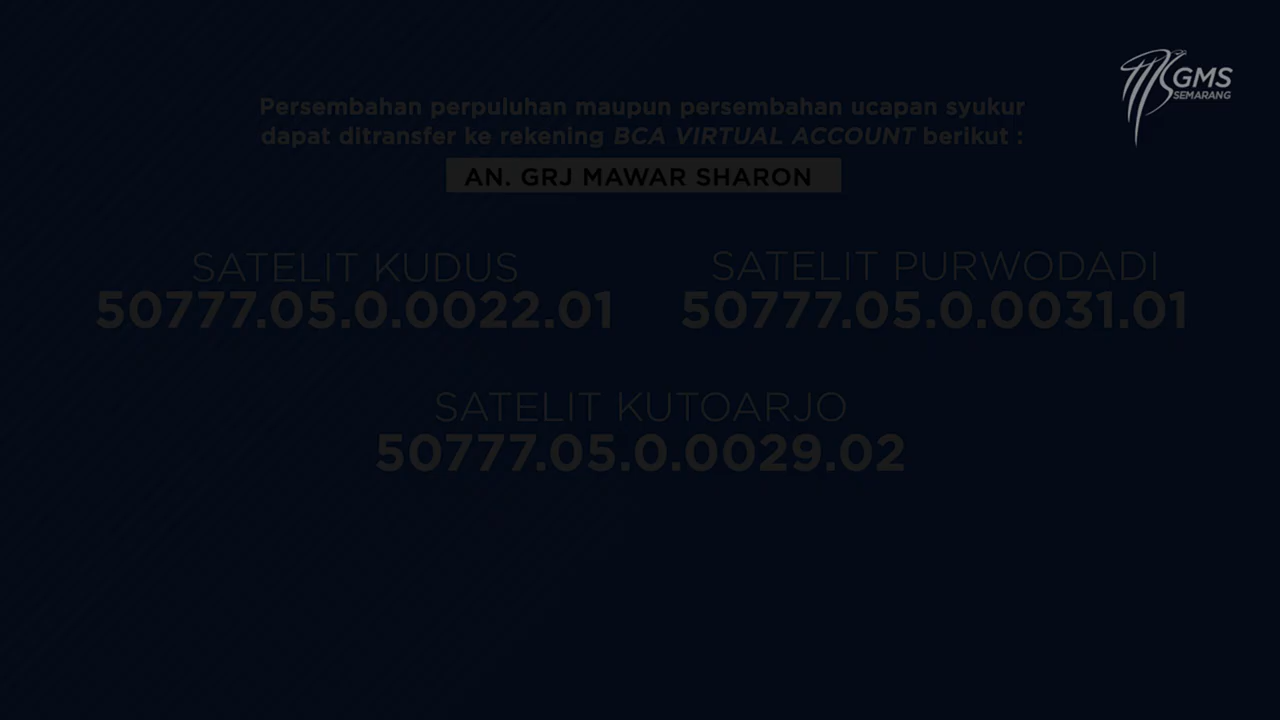 GMS
SEMARANG
Persembahan perpuluhan maupun persembahan ucapan syukur
dapat ditransfer ke rekening BCA VIRTUAL ACCOUNT berikut :
AN. GRJ MAWAR SHARON
SATELIT KUDUS
50777.05.0.0022.01
SATELIT PURWODADI
50777.05.0.0031.01
SATELIT KUTOARJO
50777.05.0.0029.02